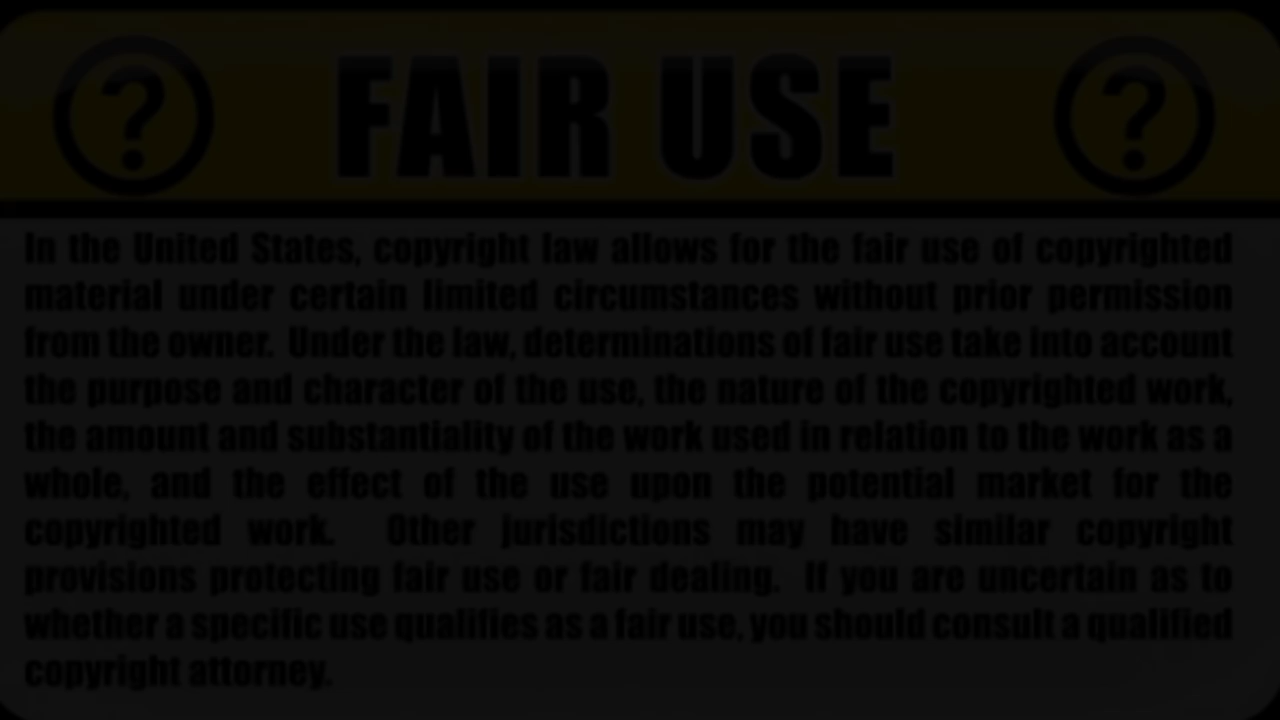 FAIR USE
In the United States, copyright law allows for the fair use of copyrighted
material under certain limited circumstances without prior permission
from the owner. Under the law, determinations of fair use take into account
the purpose and character of the use, the nature of the copyrighted work,
the amount and substantiality of the work used in relation to the work as a
whole, and the effect of the use upon the potential market for the
copyrighted work. Other jurisdictions may have similar copyright
provisions protecting fair use or fair dealing. If you are uncertain as to
whether a specific use qualifies as a fair use, you should consult a qualified
copyright attorney.